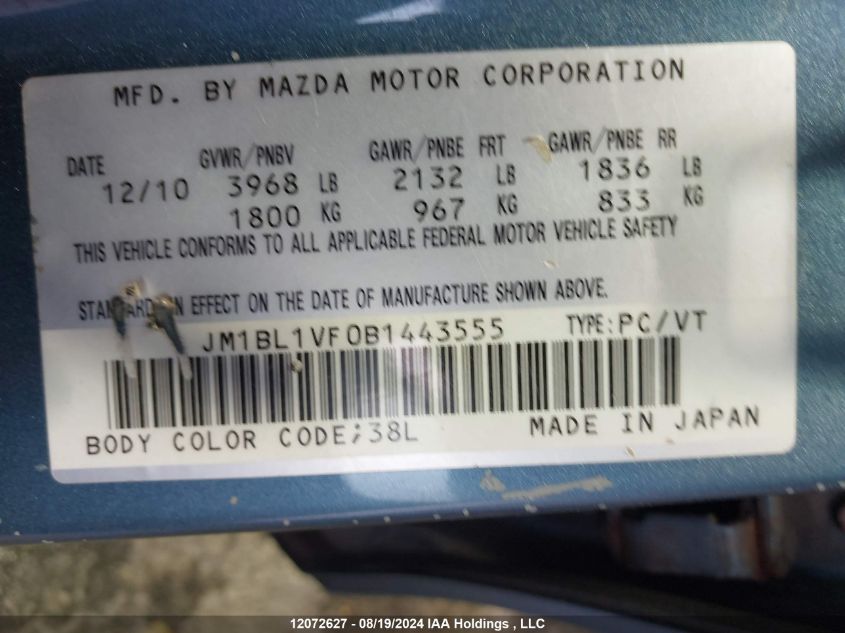 MFD. BY MAZDA MOTOR CORPORATION
DATE GVWR/PNBV GAWR/PNBE FRT GAWR/PNBE RR
12/10 3968 LB 2132 LB 1836 LB
1800 KG 967 KG 833 KG
THIS VEHICLE CONFORMS TO ALL APPLICABLE FEDERAL MOTOR VEHICLE SAFETY
STANDARD IN EFFECT ON THE DATE OF MANUFACTURE SHOWN ABOVE.
JM1BL1VF0B1443555 TYPE:PC/VT
BODY COLOR CODE;38L MADE IN JAPAN
12072627 - 08/19/2024 IAA Holdings , LLC